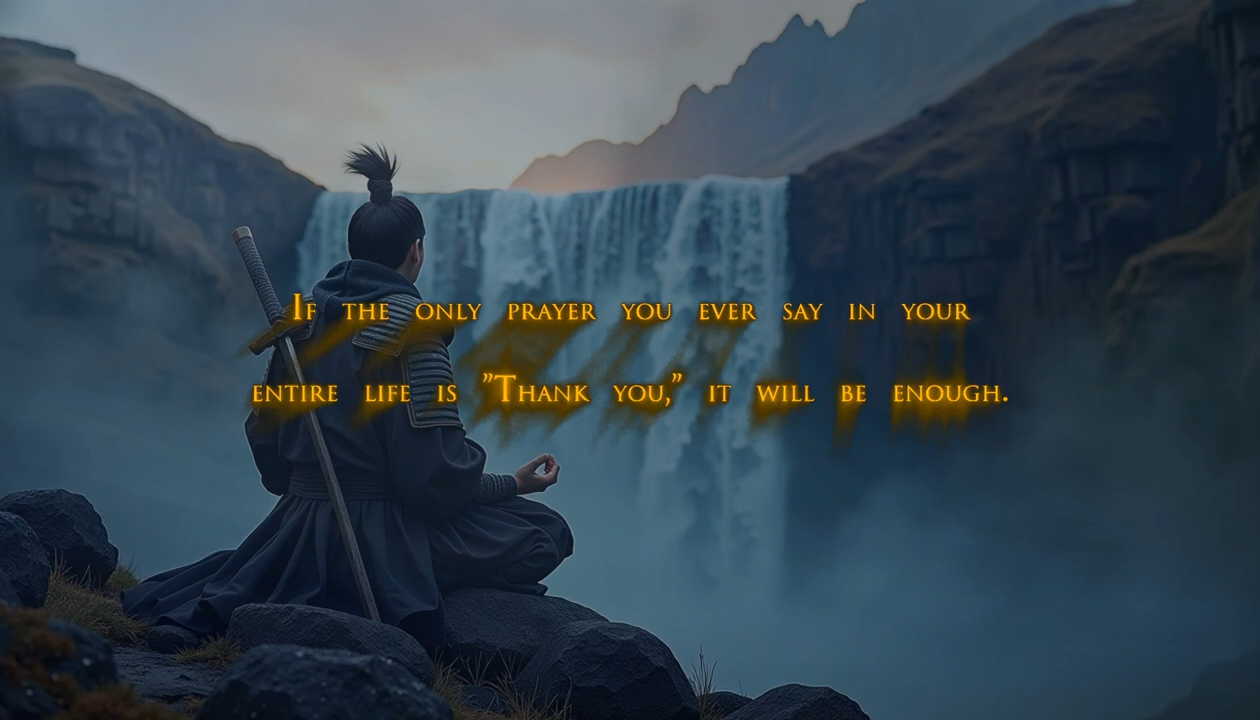 If the only prayer you ever say in your
entire life is ”Thank you,” it will be enough.